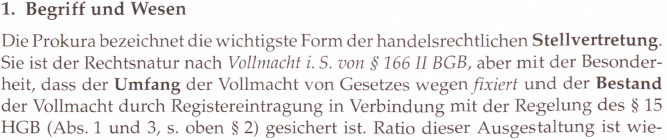 1. Begriff und Wesen
Die Prokura bezeichnet die wichtigste Form der handelsrechtlichen Stellvertretung.
Sie ist der Rechtsnatur nach Vollmacht i. S. von § 166 II BGB, aber mit der Besonder-
heit, dass der Umfang der Vollmacht von Gesetzes wegen fixiert und der Bestand
der Vollmacht durch Registereintragung in Verbindung mit der Regelung des § 15
HGB (Abs. 1 und 3, s. oben § 2) gesichert ist. Ratio dieser Ausgestaltung ist wie-